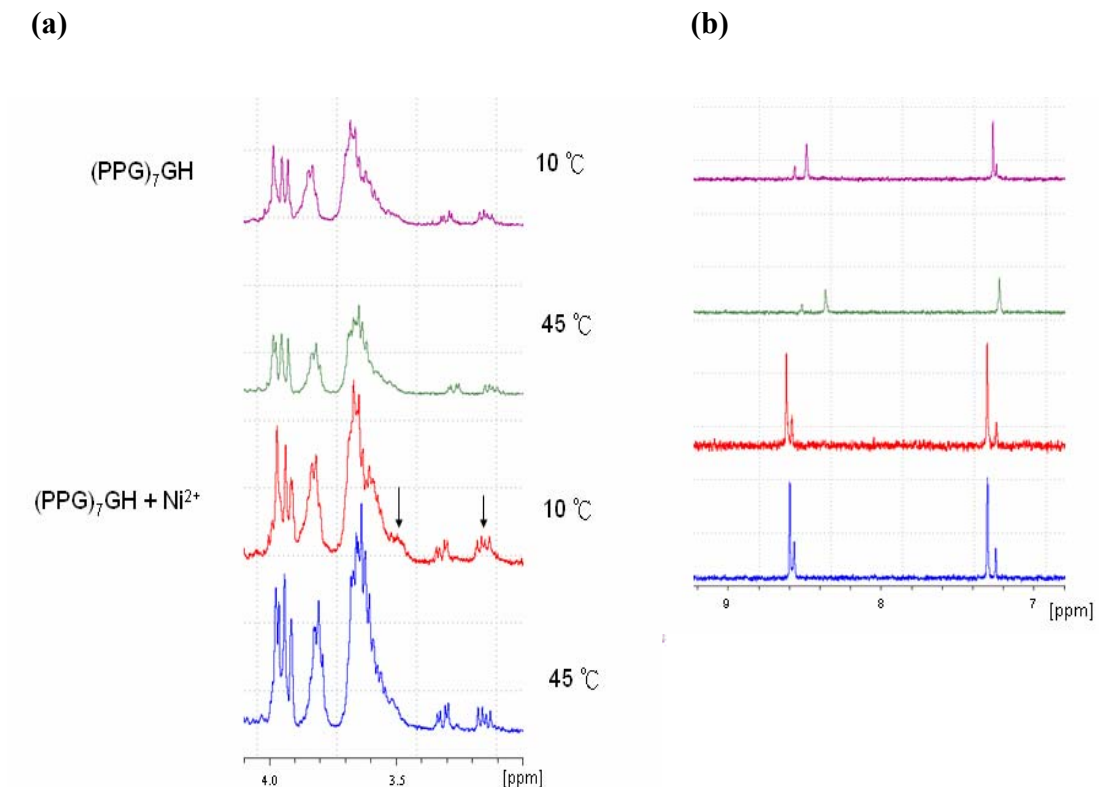 (a)
(b)
(PPG)₇GH
10 ℃
45 ℃
(PPG)₇GH + Ni²⁺
10 ℃
45 ℃
4.0 3.5 [ppm]
9 8 7 [ppm]